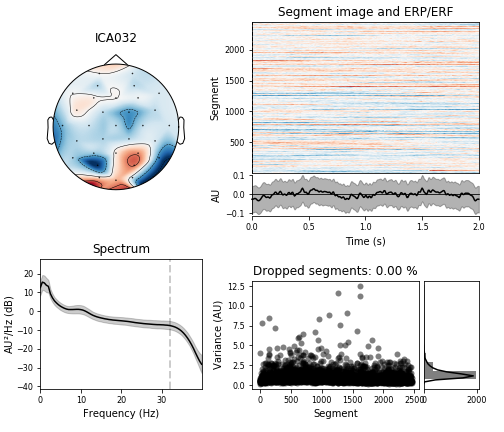 ICA032
Segment image and ERP/ERF
Segment
2000
1500
1000
500
AU
0.1
0.0
−0.1
0.0 0.5 1.0 1.5 2.0
Time (s)
Spectrum
AU²/Hz (dB)
20
10
0
−10
−20
−30
−40
0 10 20 30
Frequency (Hz)
Dropped segments: 0.00 %
Variance (AU)
12.5
10.0
7.5
5.0
2.5
0.0
0 500 1000 1500 2000 2500 0 2000
Segment